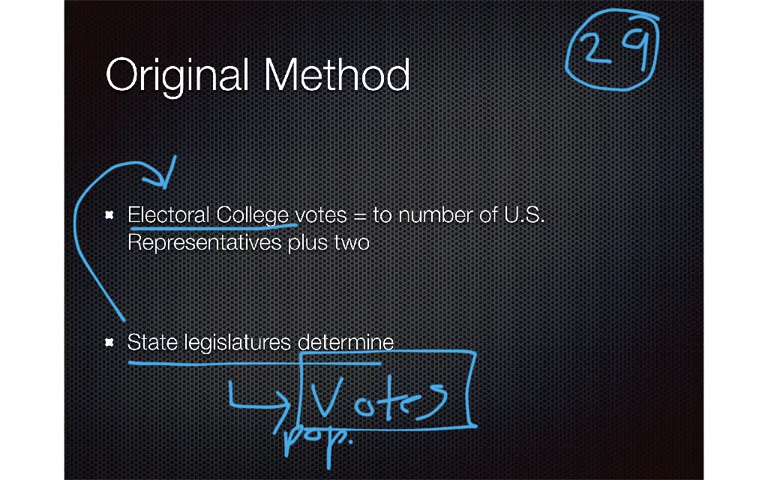 29
Original Method
Electoral College votes = to number of U.S.
Representatives plus two
State legislatures determine
Votes
pop.